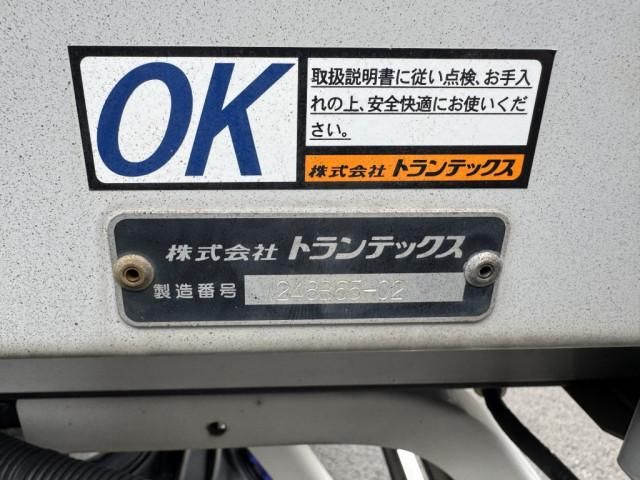 OK
取扱説明書に従い点検、お手入
れの上、安全快適にお使いくだ
さい。
株式会社 トランテックス
株式会社 トランテックス
製造番号